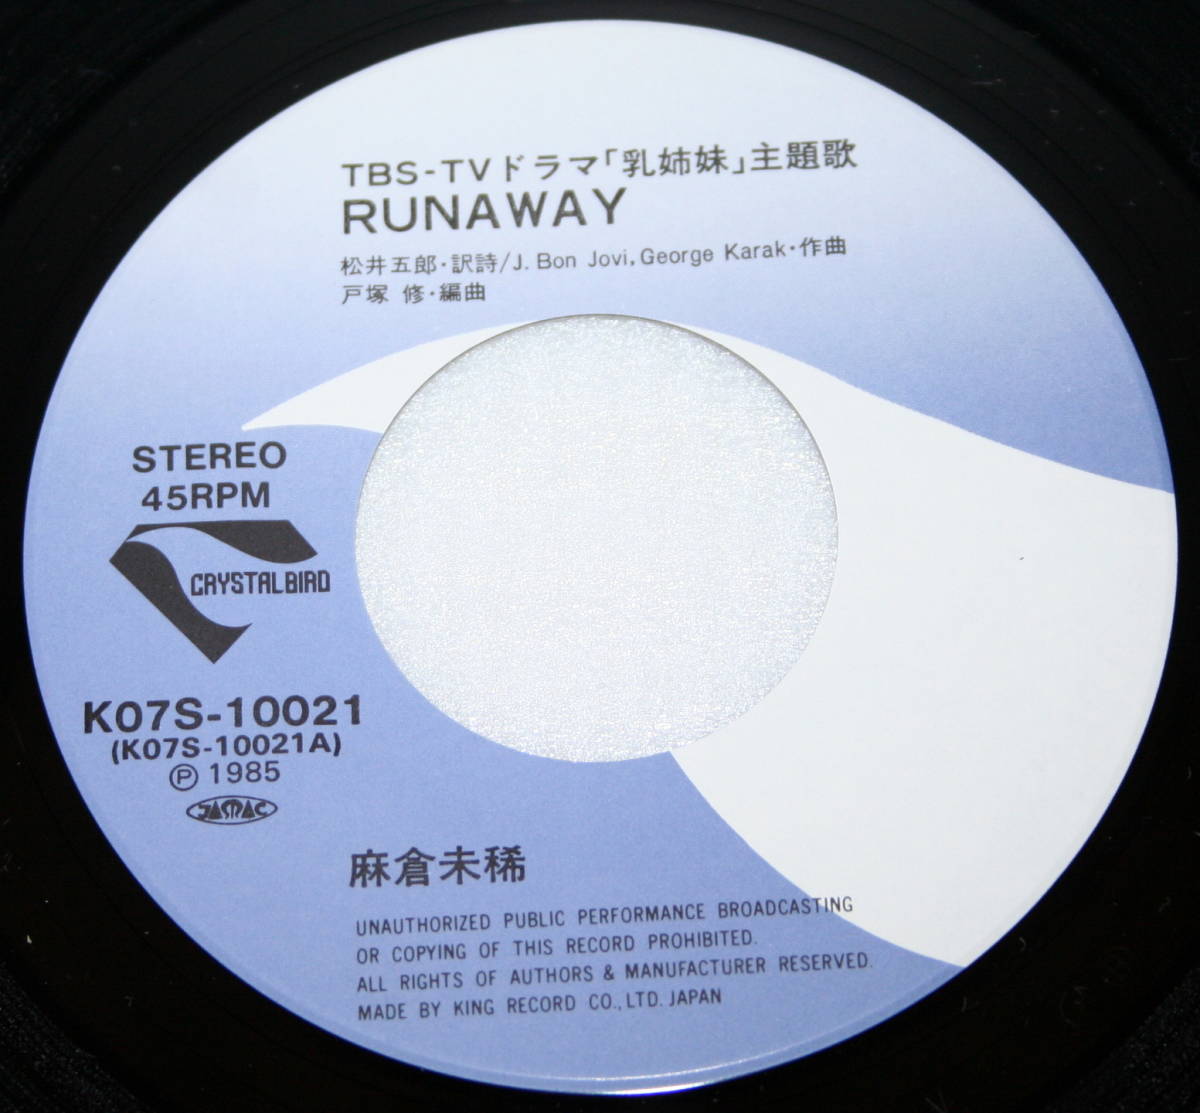 TBS-TVドラマ「乳姉妹」主題歌
RUNAWAY
松井五郎・訳詩/J. Bon Jovi, George Karak・作曲
戸塚 修・編曲
STEREO
45RPM
CRYSTALBIRD
K07S-10021
(K07S-10021A)
Ⓟ 1985
JASRAC
麻倉未稀
UNAUTHORIZED PUBLIC PERFORMANCE BROADCASTING
OR COPYING OF THIS RECORD PROHIBITED.
ALL RIGHTS OF AUTHORS & MANUFACTURER RESERVED.
MADE BY KING RECORD CO., LTD. JAPAN